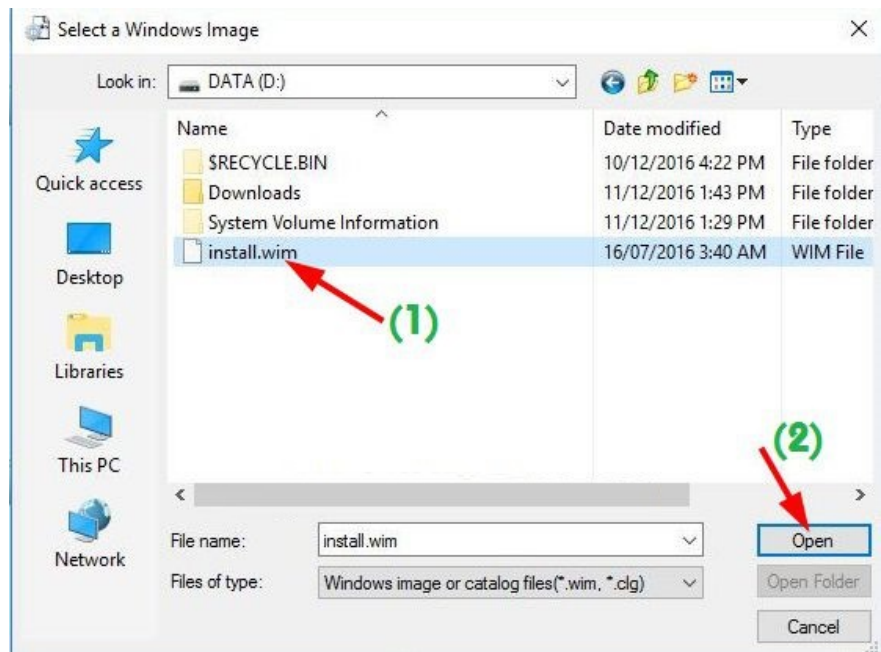 Select a Windows Image
Look in: DATA (D:)
Name Date modified Type
$RECYCLE.BIN 10/12/2016 4:22 PM File folder
Downloads 11/12/2016 1:43 PM File folder
System Volume Information 11/12/2016 1:29 PM File folder
install.wim 16/07/2016 3:40 AM WIM File
(1)
Quick access
Desktop
Libraries
This PC
Network
(2)
File name: install.wim Open
Files of type: Windows image or catalog files(*.wim, *.clg) Open Folder
Cancel